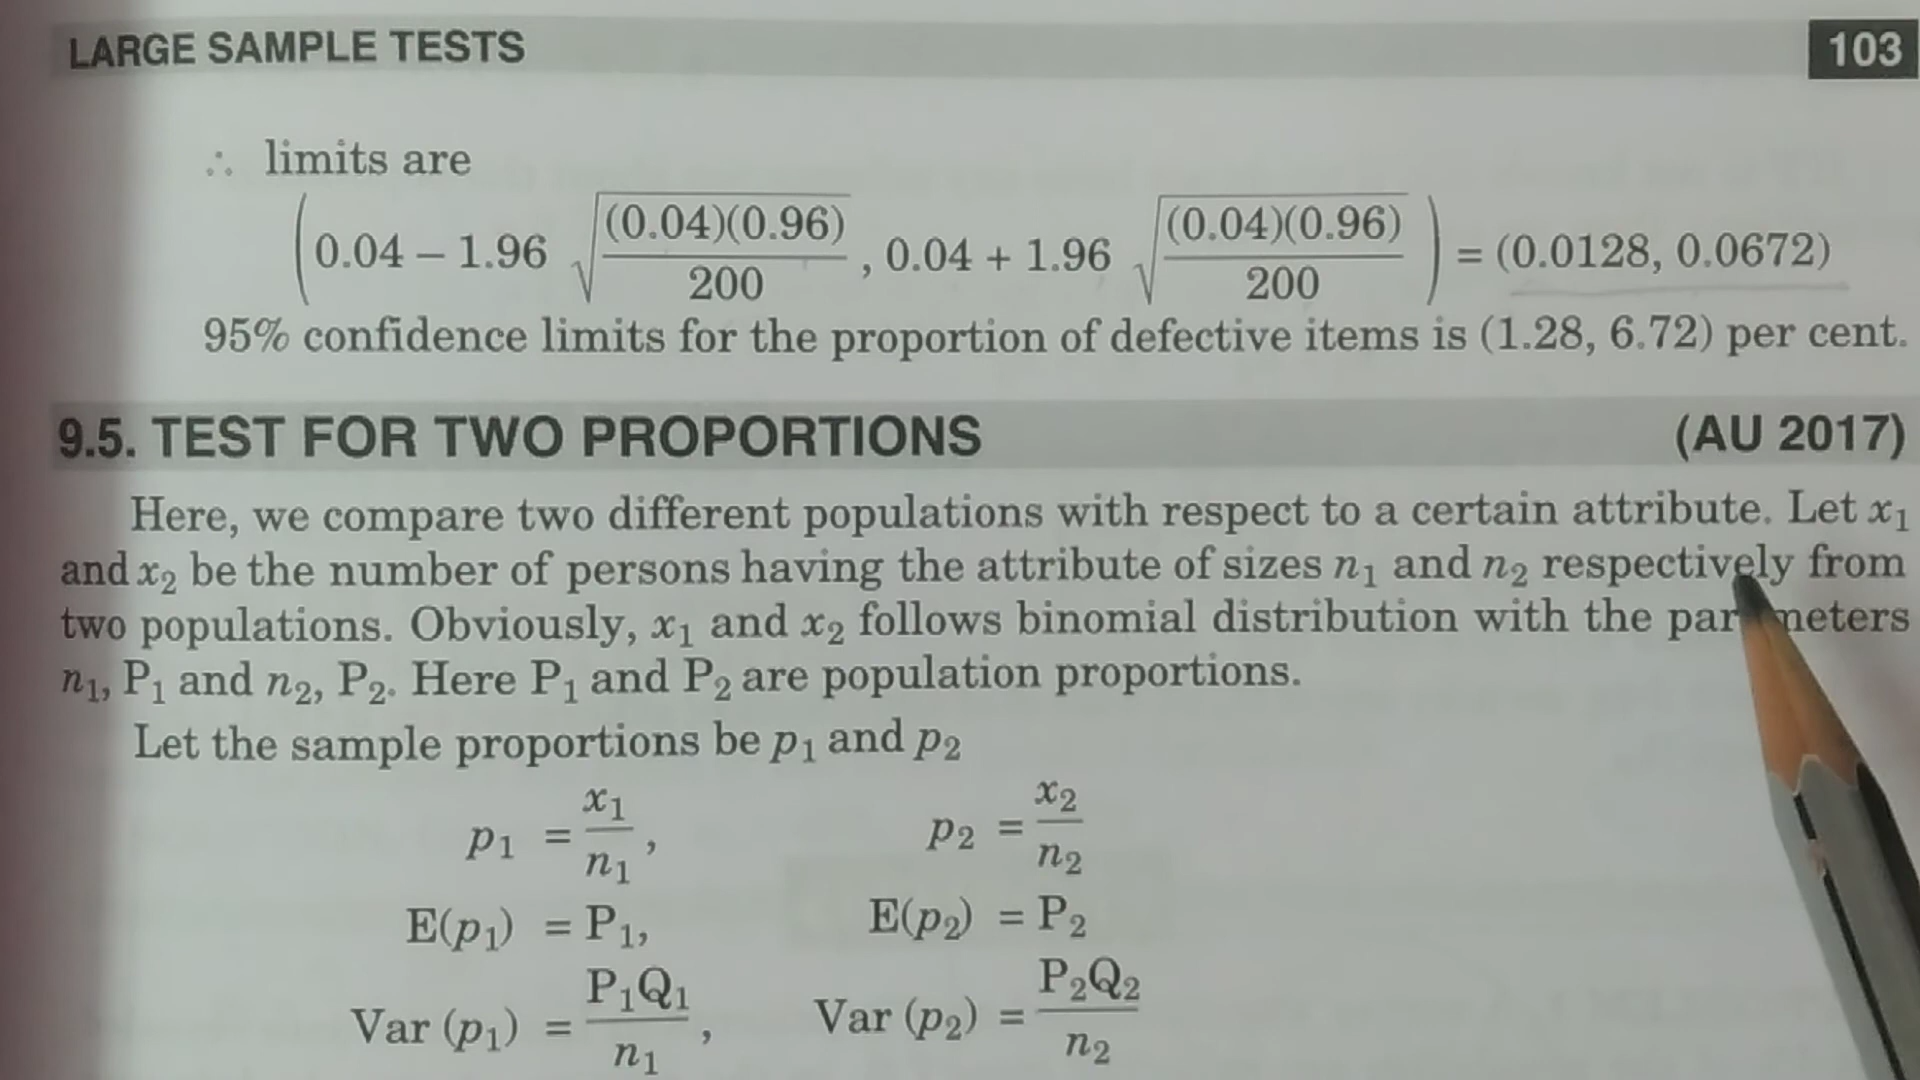 LARGE SAMPLE TESTS 103
∴ limits are
(0.04 – 1.96 √((0.04)(0.96)/200), 0.04 + 1.96 √((0.04)(0.96)/200)) = (0.0128, 0.0672)
95% confidence limits for the proportion of defective items is (1.28, 6.72) per cent.
9.5. TEST FOR TWO PROPORTIONS (AU 2017)
Here, we compare two different populations with respect to a certain attribute. Let x₁
and x₂ be the number of persons having the attribute of sizes n₁ and n₂ respectively from
two populations. Obviously, x₁ and x₂ follows binomial distribution with the par meters
n₁, P₁ and n₂, P₂. Here P₁ and P₂ are population proportions.
Let the sample proportions be p₁ and p₂
p₁ = x₁/n₁, p₂ = x₂/n₂
E(p₁) = P₁, E(p₂) = P₂
Var (p₁) = P₁Q₁/n₁, Var (p₂) = P₂Q₂/n₂